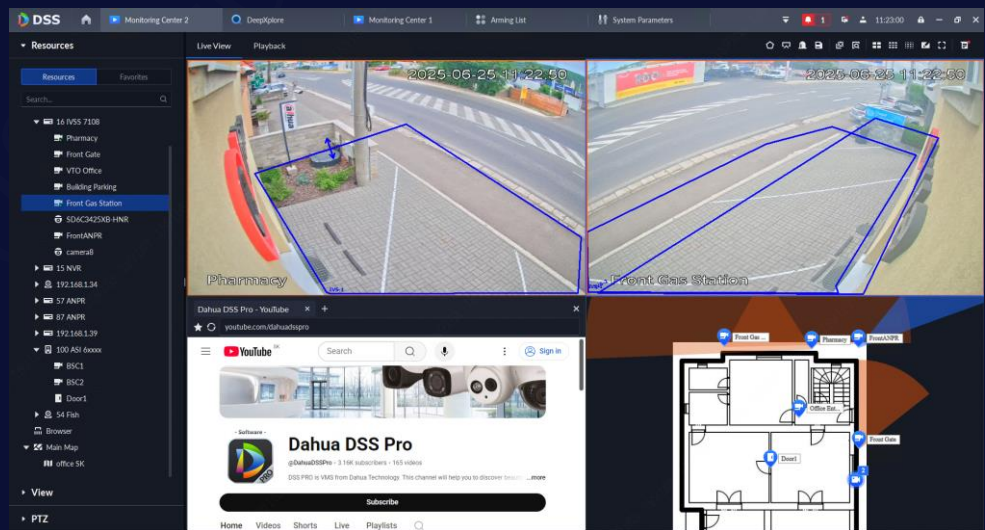 DSS
Monitoring Center 2
DeepXplore
Monitoring Center 1
Arming List
System Parameters
1
11:23:00
Resources
Live View
Playback
Resources
Favorites
Search...
16 IVSS 7108
Pharmacy
Front Gate
VTO Office
Building Parking
Front Gas Station
SD6C3425XB-HNR
FrontANPR
camera8
15 NVR
192.168.1.34
57 ANPR
87 ANPR
192.168.1.39
100 ASI 6xxxx
BSC1
BSC2
Door1
54 Fish
Browser
Main Map
office SK
View
PTZ
2025-06-25 11:22:50
alhua
Pharmacy
IVS-1
2025-06-25 11:22:50
Front Gas Station
Dahua DSS Pro - YouTube
youtube.com/dahuadsspro
YouTube
SK
Search
Sign in
- Software -
PRO
Dahua DSS Pro
@DahuaDSSPro · 3.16K subscribers · 165 videos
DSS PRO is VMS from Dahua Technology. This channel will help you to discover
...more
Subscribe
Home
Videos
Shorts
Live
Playlists
Front Gas ...
Pharmacy
FrontANPR
Office Ent...
Front Gate
Door1
2